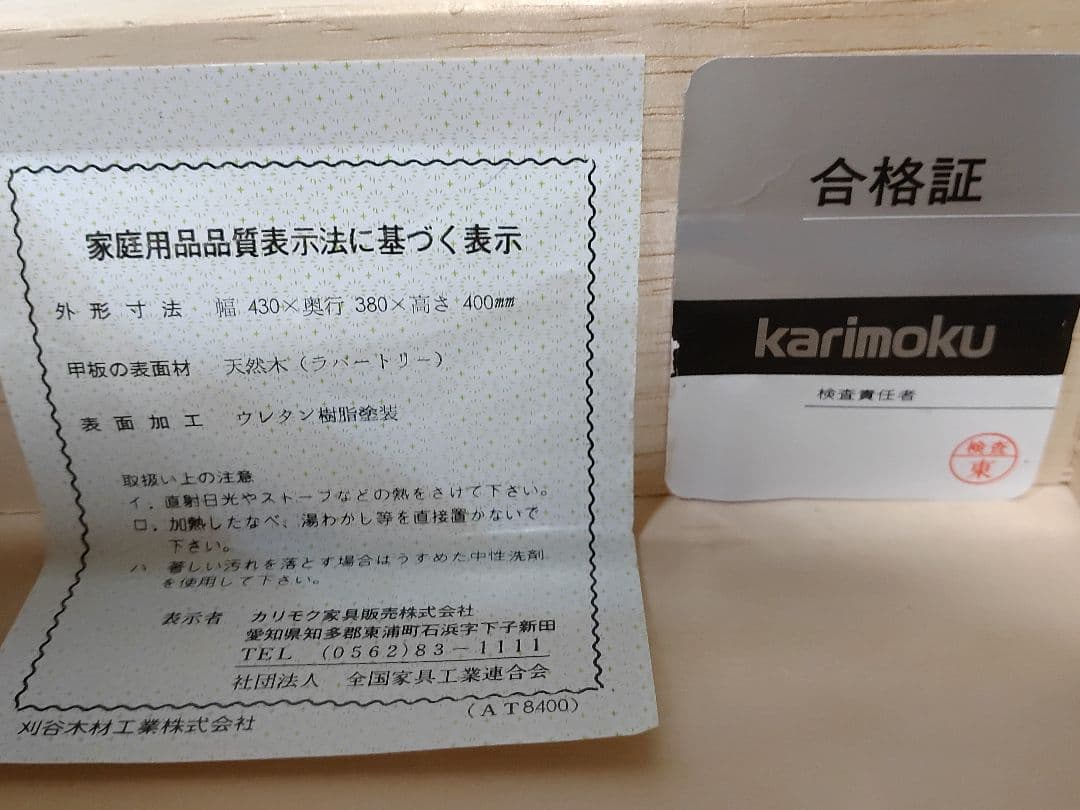 家庭用品品質表示法に基づく表示
外形寸法 幅 430×奥行 380×高さ 400㎜
甲板の表面材 天然木（ラバートリー）
表面加工 ウレタン樹脂塗装
取扱い上の注意
イ．直射日光やストーブなどの熱をさけて下さい。
ロ．加熱したなべ、湯わかし等を直接置かないで
下さい。
ハ 著しい汚れを落とす場合はうすめた中性洗剤
を使用して下さい。
表示者 カリモク家具販売株式会社
愛知県知多郡東浦町石浜字下子新田
TEL (0562)83-1111
社団法人 全国家具工業連合会
(AT8400)
刈谷木材工業株式会社
合格証
karimoku
検査責任者
検査
東